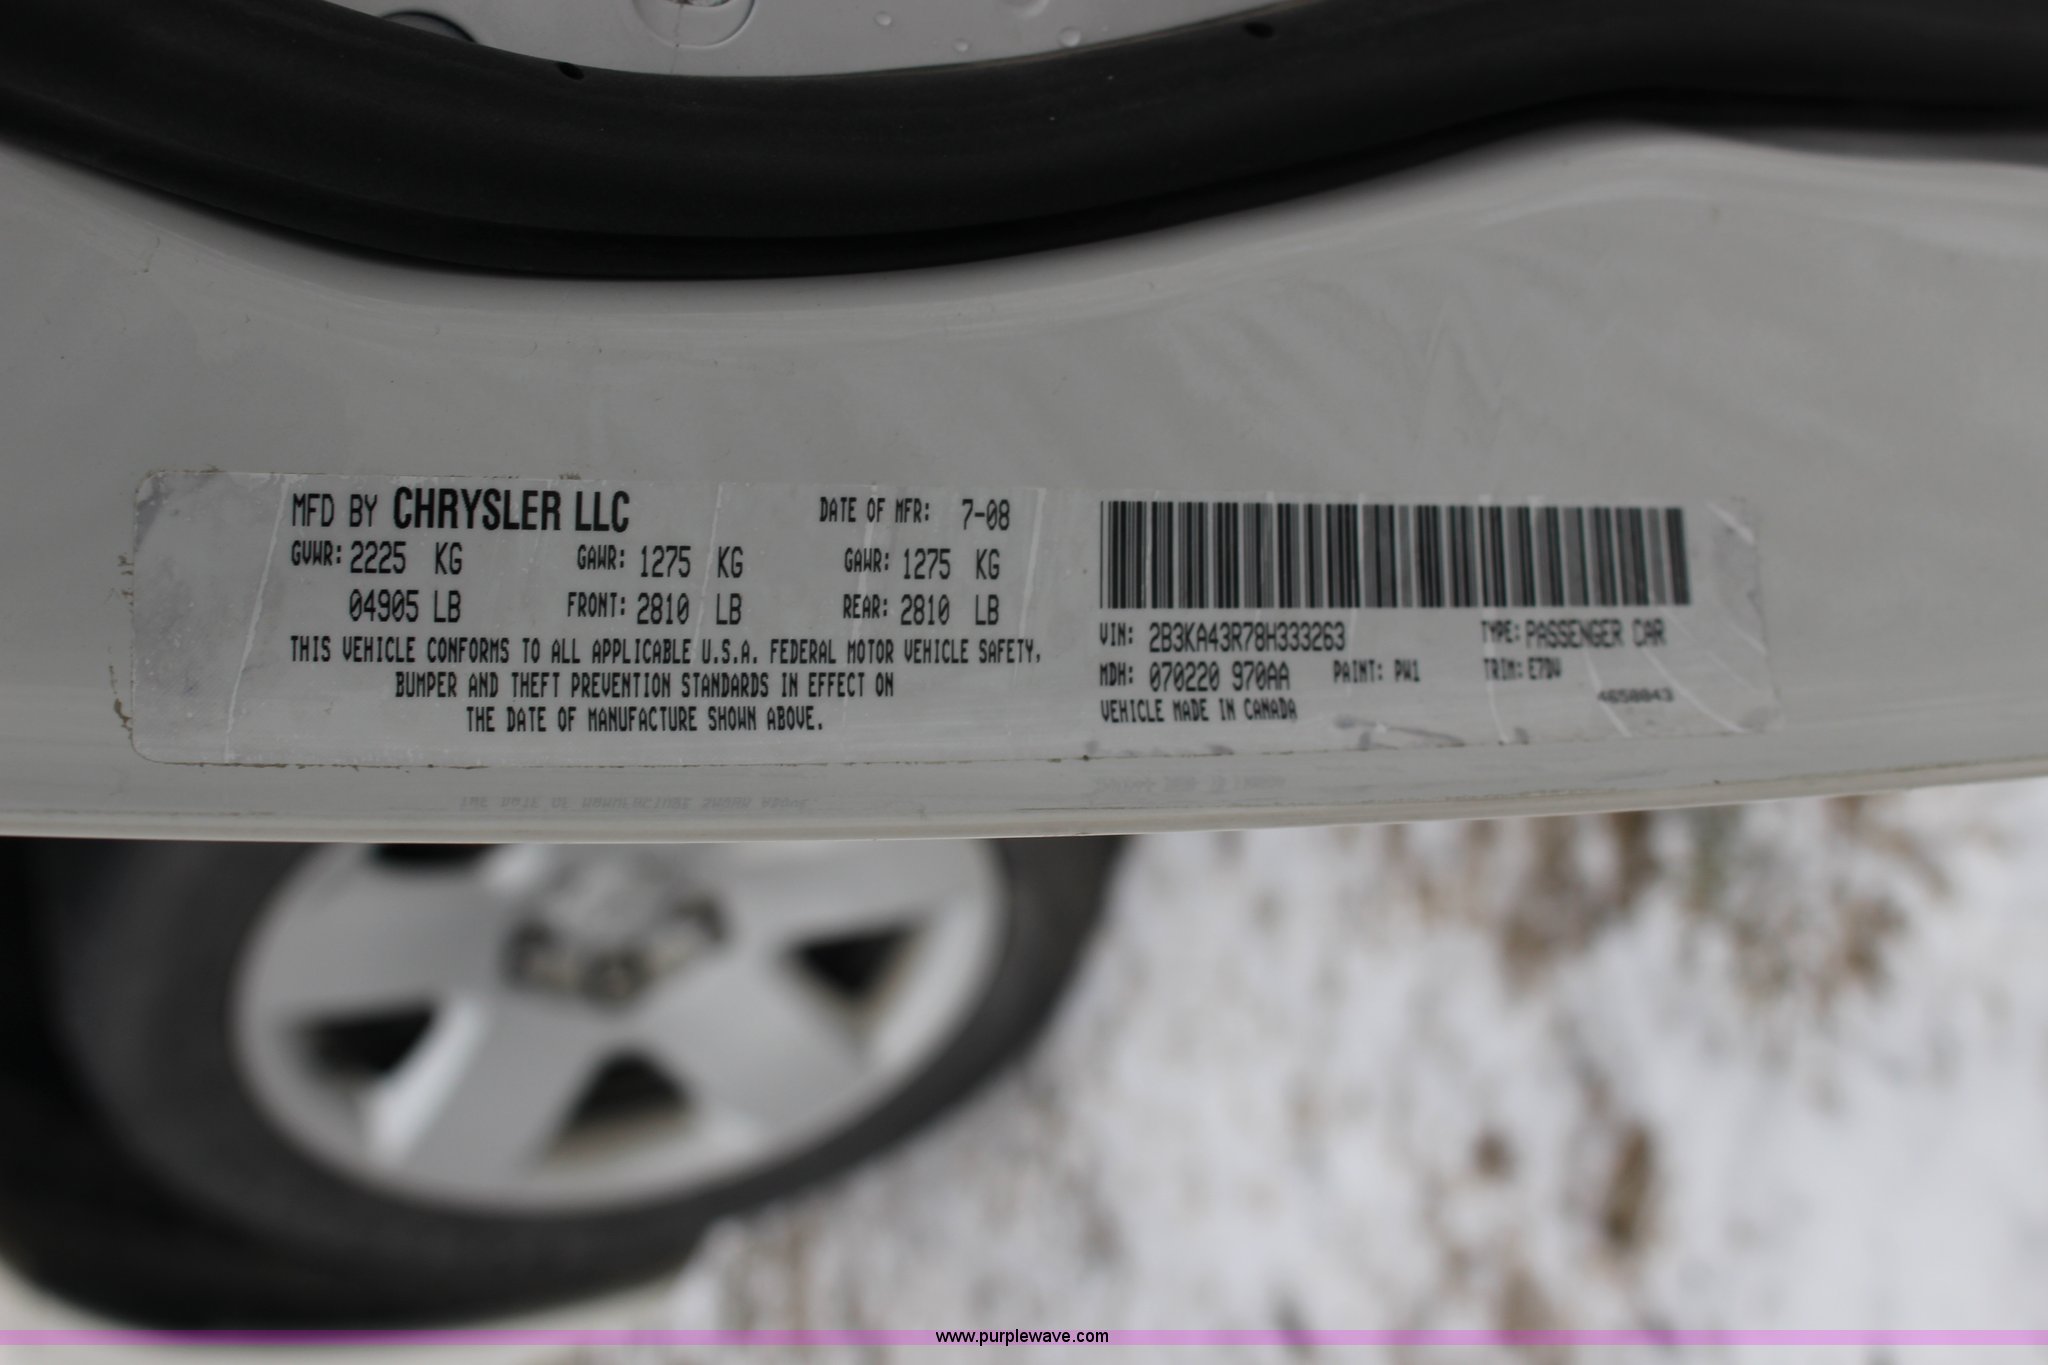 MFD BY CHRYSLER LLC DATE OF MFR: 7-08
GVWR: 2225 KG GAWR: 1275 KG GAWR: 1275 KG
04905 LB FRONT: 2810 LB REAR: 2810 LB
THIS VEHICLE CONFORMS TO ALL APPLICABLE U.S.A. FEDERAL MOTOR VEHICLE SAFETY,
BUMPER AND THEFT PREVENTION STANDARDS IN EFFECT ON
THE DATE OF MANUFACTURE SHOWN ABOVE.
VIN: 2B3KA43R78H333263 TYPE: PASSENGER CAR
MDH: 070220 970AA PAINT: PW1 TRIM: E7DV
4650043
VEHICLE MADE IN CANADA
www.purplewave.com